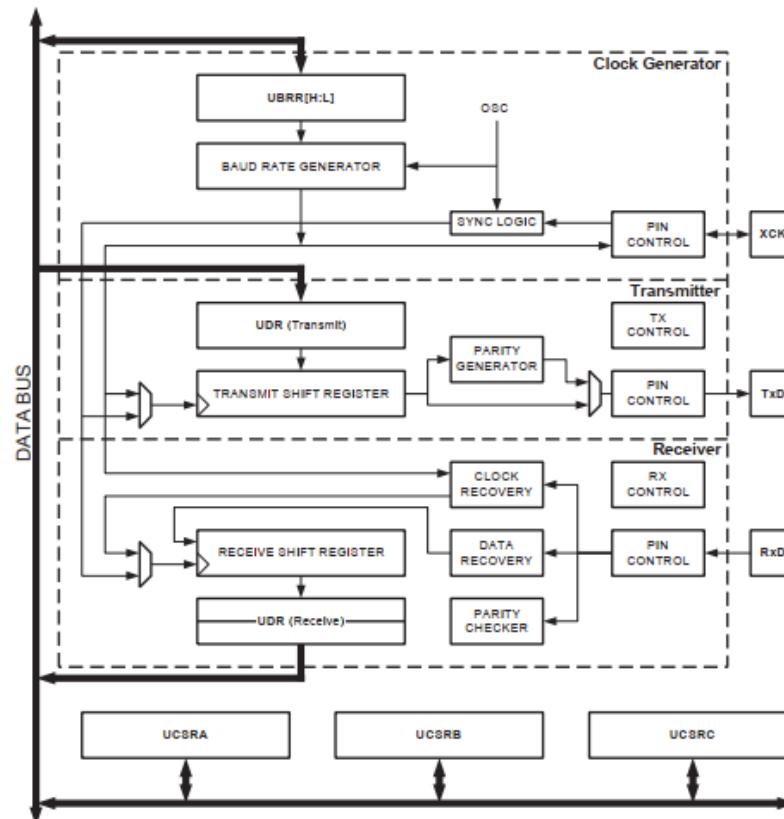 Clock Generator
UBRR[H:L]
OSC
BAUD RATE GENERATOR
SYNC LOGIC
PIN
CONTROL
XCK
Transmitter
UDR (Transmit)
TX
CONTROL
PARITY
GENERATOR
TRANSMIT SHIFT REGISTER
PIN
CONTROL
TxD
DATA BUS
Receiver
CLOCK
RECOVERY
RX
CONTROL
RECEIVE SHIFT REGISTER
DATA
RECOVERY
PIN
CONTROL
RxD
UDR (Receive)
PARITY
CHECKER
UCSRA
UCSRB
UCSRC